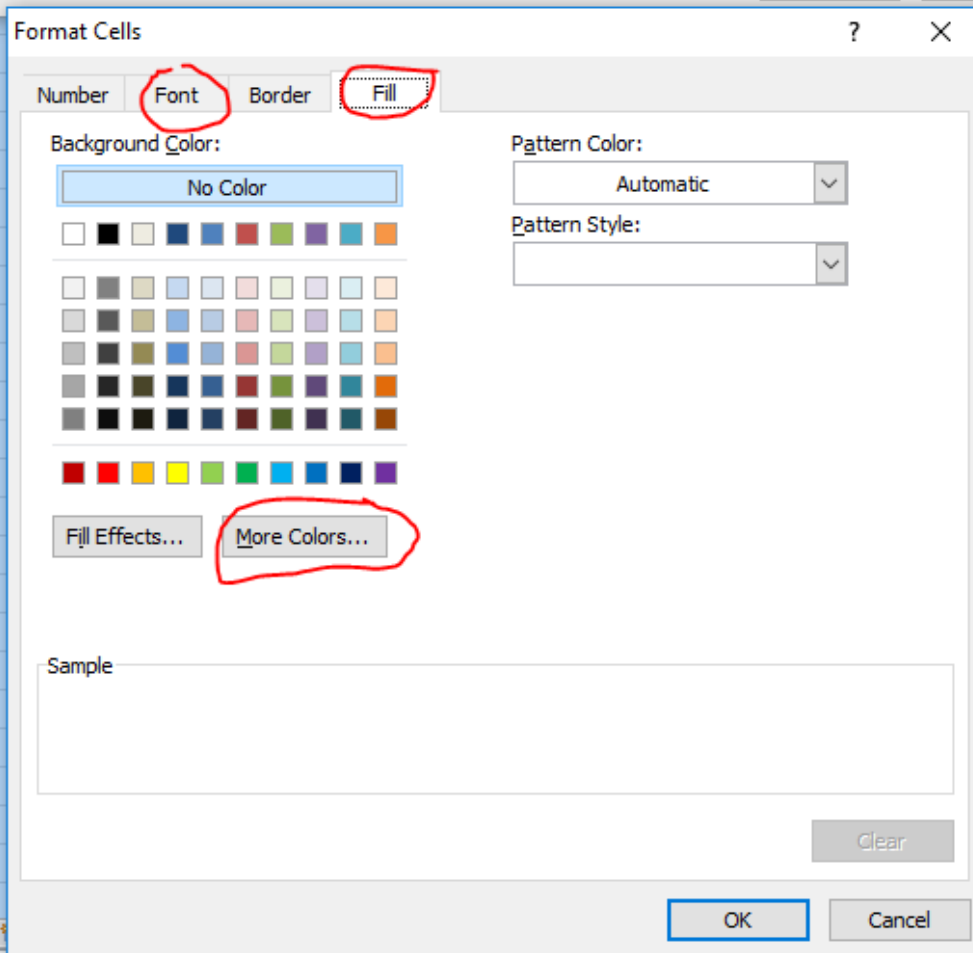 Format Cells ?
Number Font Border Fill
Background Color:
No Color
Pattern Color:
Automatic
Pattern Style:
Fill Effects... More Colors...
Sample
Clear
OK Cancel